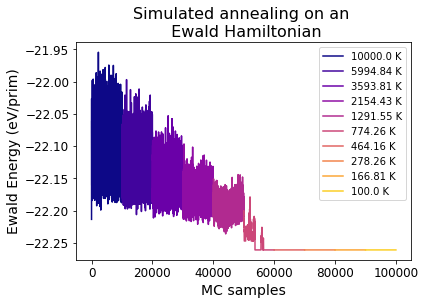 Simulated annealing on an
Ewald Hamiltonian
Ewald Energy (eV/prim)
−21.95
−22.00
−22.05
−22.10
−22.15
−22.20
−22.25
10000.0 K
5994.84 K
3593.81 K
2154.43 K
1291.55 K
774.26 K
464.16 K
278.26 K
166.81 K
100.0 K
0
20000
40000
60000
80000
100000
MC samples